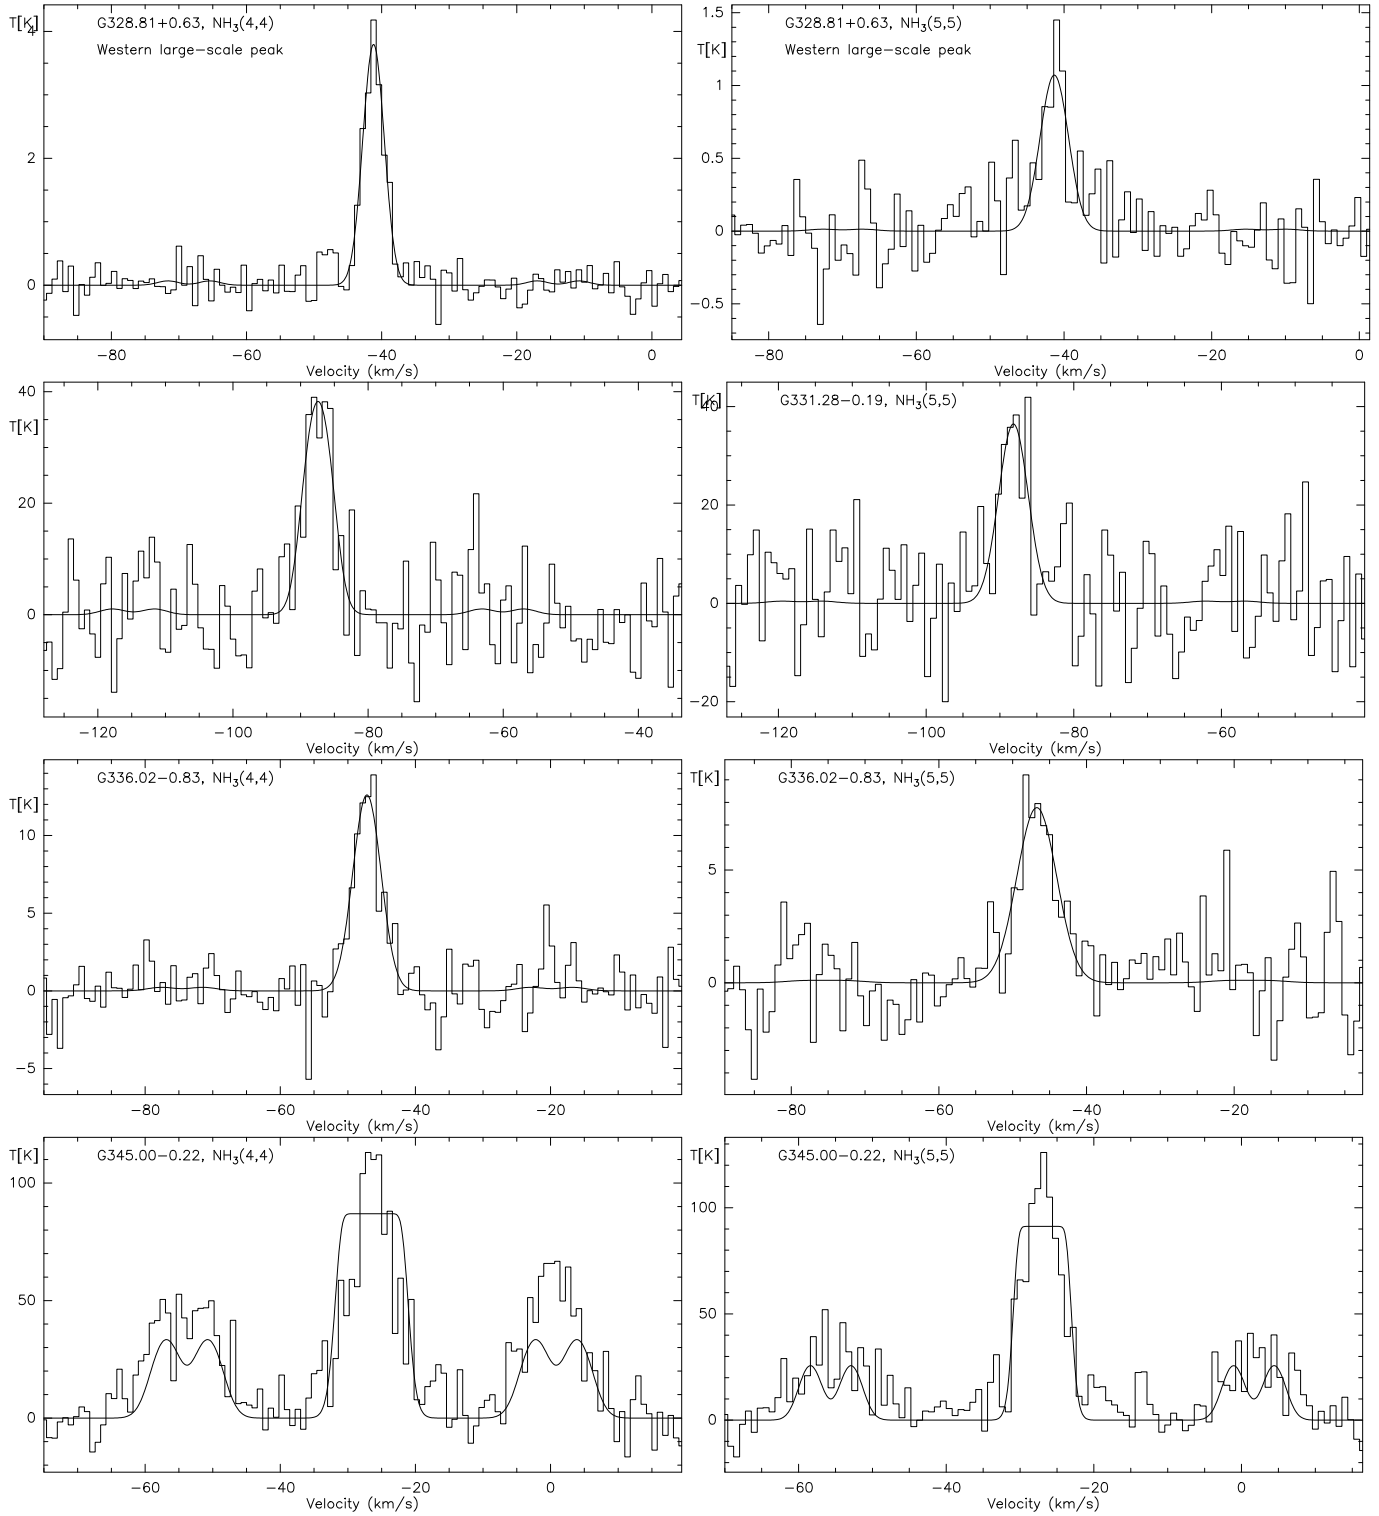 T[K] G328.81+0.63, NH3(4,4)
Western large-scale peak
4
2
0
−80 −60 −40 −20 0
Velocity (km/s)
G328.81+0.63, NH3(5,5)
T[K] Western large-scale peak
1.5
1
0.5
0
−0.5
−80 −60 −40 −20 0
Velocity (km/s)
T[K]
40
20
0
−120 −100 −80 −60 −40
Velocity (km/s)
T[K] G331.28−0.19, NH3(5,5)
40
20
0
−20
−120 −100 −80 −60
Velocity (km/s)
G336.02−0.83, NH3(4,4)
T[K]
10
5
0
−5
−80 −60 −40 −20
Velocity (km/s)
T[K] G336.02−0.83, NH3(5,5)
5
0
−80 −60 −40 −20
Velocity (km/s)
T[K] G345.00−0.22, NH3(4,4)
100
50
0
−60 −40 −20 0
Velocity (km/s)
T[K] G345.00−0.22, NH3(5,5)
100
50
0
−60 −40 −20 0
Velocity (km/s)